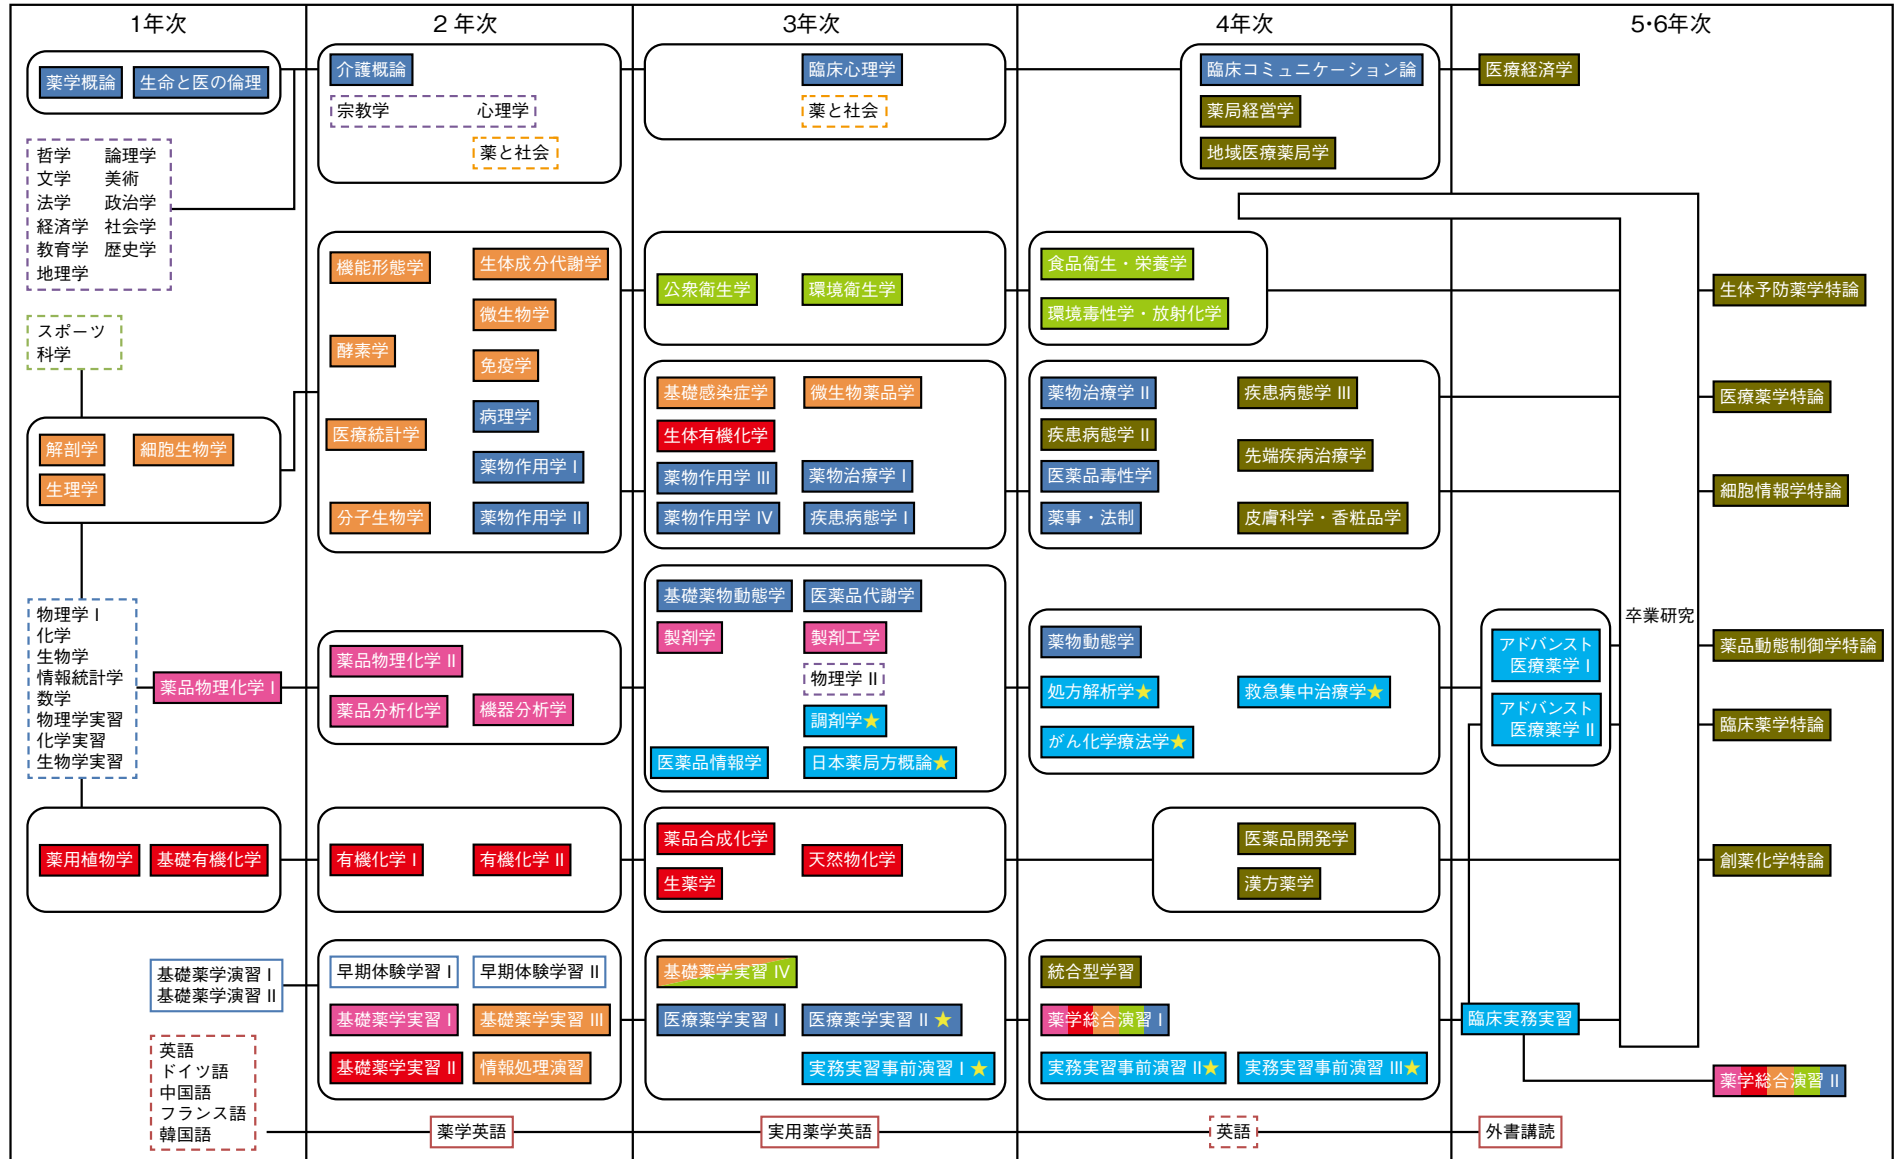 1年次
2 年次
3年次
4年次
5・6年次
薬学概論
生命と医の倫理
哲学 論理学
文学 美術
法学 政治学
経済学 社会学
教育学 歴史学
地理学
スポーツ
科学
解剖学
細胞生物学
生理学
物理学 I
化学
生物学
情報統計学
数学
物理学実習
化学実習
生物学実習
薬品物理化学 I
薬用植物学
基礎有機化学
基礎薬学演習 I
基礎薬学演習 II
英語
ドイツ語
中国語
フランス語
韓国語
介護概論
宗教学 心理学
薬と社会
機能形態学
生体成分代謝学
微生物学
酵素学
免疫学
病理学
医療統計学
薬物作用学 I
分子生物学
薬物作用学 II
薬品物理化学 II
薬品分析化学
機器分析学
有機化学 I
有機化学 II
早期体験学習 I
早期体験学習 II
基礎薬学実習 I
基礎薬学実習 III
基礎薬学実習 II
情報処理演習
薬学英語
臨床心理学
薬と社会
公衆衛生学
環境衛生学
基礎感染症学
微生物薬品学
生体有機化学
薬物作用学 III
薬物治療学 I
薬物作用学 IV
疾患病態学 I
基礎薬物動態学
医薬品代謝学
製剤学
製剤工学
物理学 II
調剤学★
医薬品情報学
日本薬局方概論★
薬品合成化学
天然物化学
生薬学
基礎薬学実習 IV
医療薬学実習 I
医療薬学実習 II ★
実務実習事前演習 I ★
実用薬学英語
臨床コミュニケーション論
薬局経営学
地域医療薬局学
食品衛生・栄養学
環境毒性学・放射化学
薬物治療学 II
疾患病態学 III
疾患病態学 II
先端疾病治療学
医薬品毒性学
薬事・法制
皮膚科学・香粧品学
薬物動態学
処方解析学★
救急集中治療学★
がん化学療法学★
医薬品開発学
漢方薬学
統合型学習
薬学総合演習 I
実務実習事前演習 II★
実務実習事前演習 III★
英語
医療経済学
卒業研究
生体予防薬学特論
医療薬学特論
細胞情報学特論
アドバンスト
医療薬学 I
アドバンスト
医療薬学 II
薬品動態制御学特論
臨床薬学特論
創薬化学特論
臨床実務実習
薬学総合演習 II
外書講読